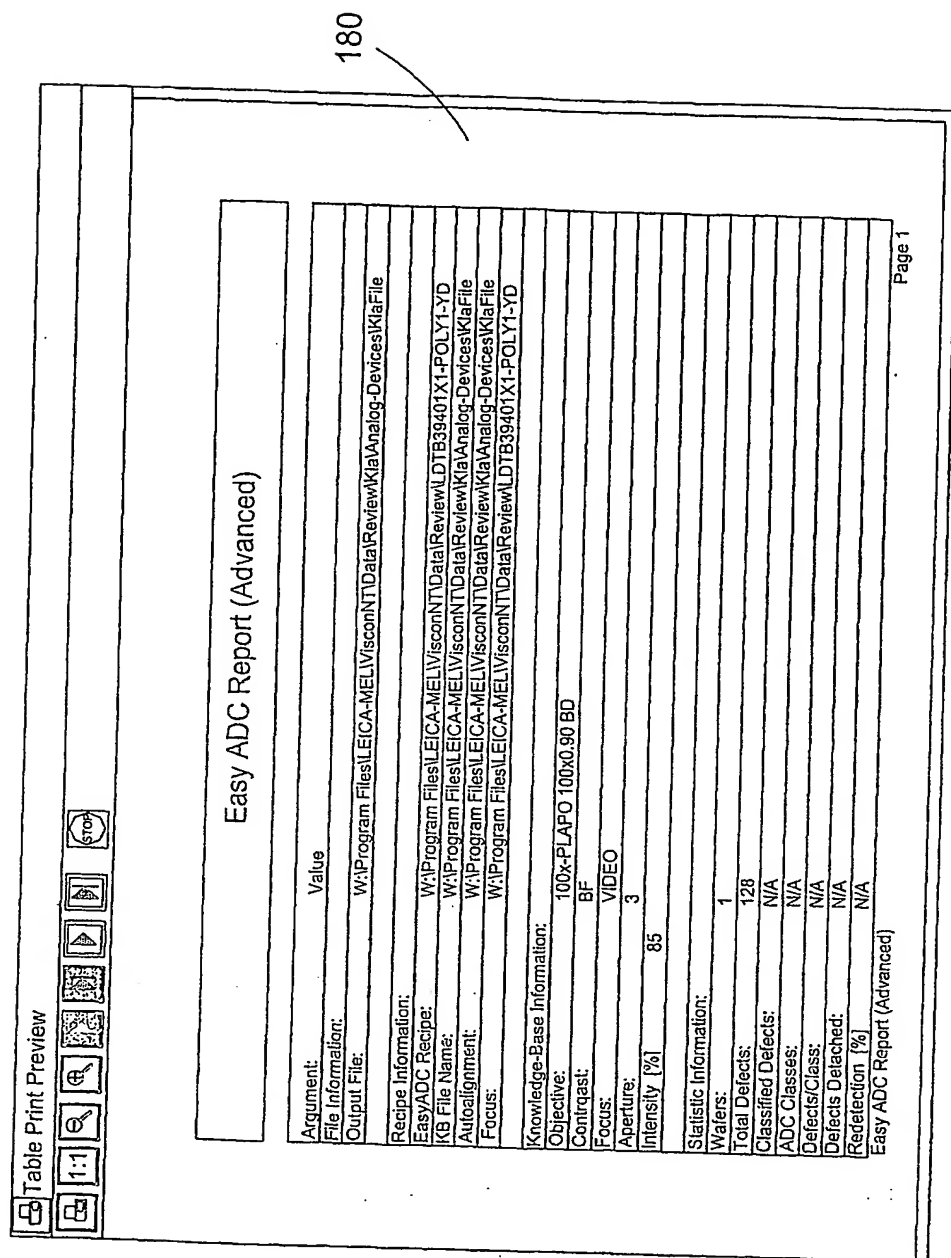 Table Print Preview
1:1 STOP
180
Easy ADC Report (Advanced)
Argument: Value
File Information:
Output File: W:\Program Files\LEICA-MEL\VisconNT\Data\Review\Kla\Analog-Devices\KlaFile
Recipe Information:
EasyADC Recipe: W:\Program Files\LEICA-MEL\VisconNT\Data\Review\LDTB39401X1-POLY1-YD
KB File Name: W:\Program Files\LEICA-MEL\VisconNT\Data\Review\Kla\Analog-Devices\KlaFile
Autoalignment: W:\Program Files\LEICA-MEL\VisconNT\Data\Review\Kla\Analog-Devices\KlaFile
Focus: W:\Program Files\LEICA-MEL\VisconNT\Data\Review\LDTB39401X1-POLY1-YD
Knowledge-Base Information:
Objective: 100x-PLAPO 100x0.90 BD
Contrqast: BF
Focus: VIDEO
Aperture: 3
Intensity [%] 85
Statistic Information:
Wafers: 1
Total Defects: 128
Classified Defects: N/A
ADC Classes: N/A
Defects/Class: N/A
Defects Detached: N/A
Redetection [%] N/A
Easy ADC Report (Advanced)
Page 1